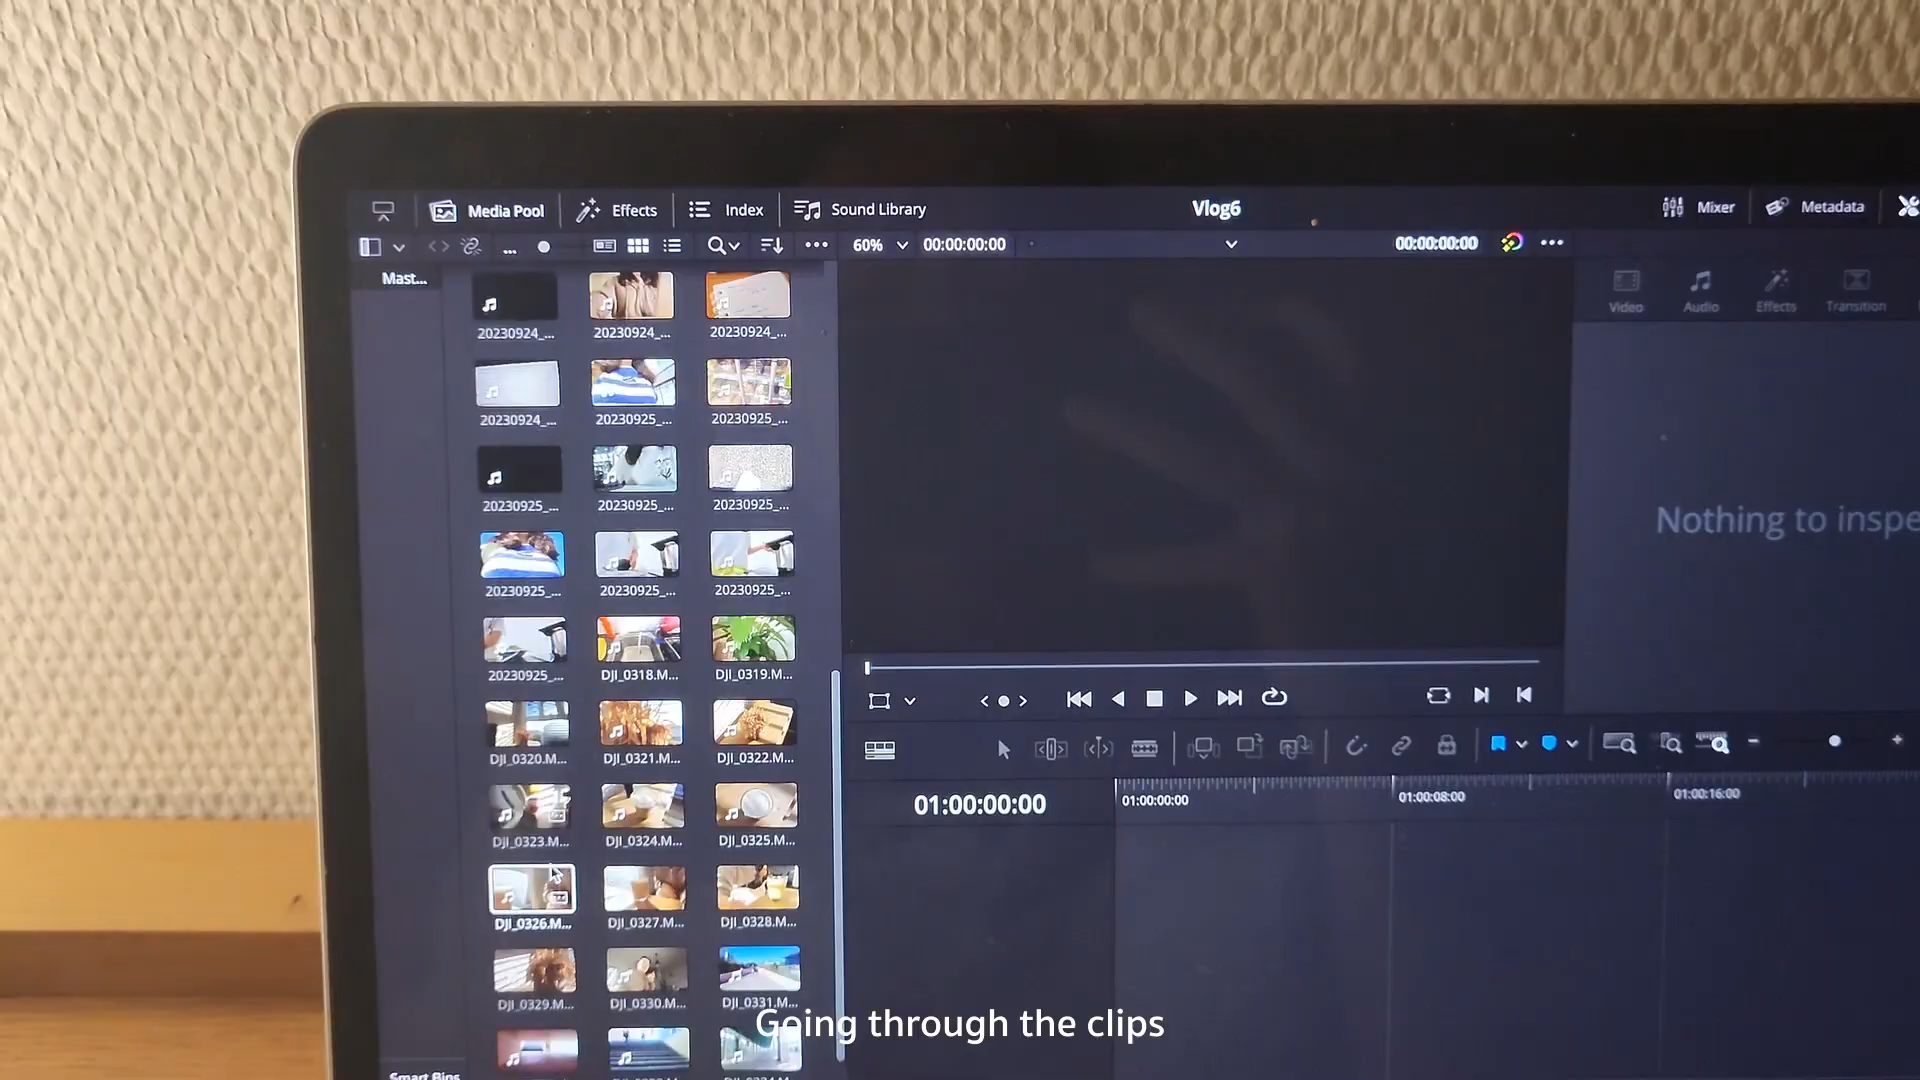 Media Pool Effects Index Sound Library Vlog6 Mixer Metadata
... 60% 00:00:00:00 00:00:00:00 ...
Mast...
Video Audio Effects Transition
20230924_... 20230924_... 20230924_...
20230924_... 20230925_... 20230925_...
20230925_... 20230925_... 20230925_...
Nothing to inspe
20230925_... 20230925_... 20230925_...
20230925_... DJI_0318.M... DJI_0319.M...
DJI_0320.M... DJI_0321.M... DJI_0322.M...
01:00:00:00 01:00:00:00 01:00:08:00 01:00:16:00
DJI_0323.M... DJI_0324.M... DJI_0325.M...
DJI_0326.M... DJI_0327.M... DJI_0328.M...
DJI_0329.M... DJI_0330.M... DJI_0331.M...
Going through the clips
Smart Bins